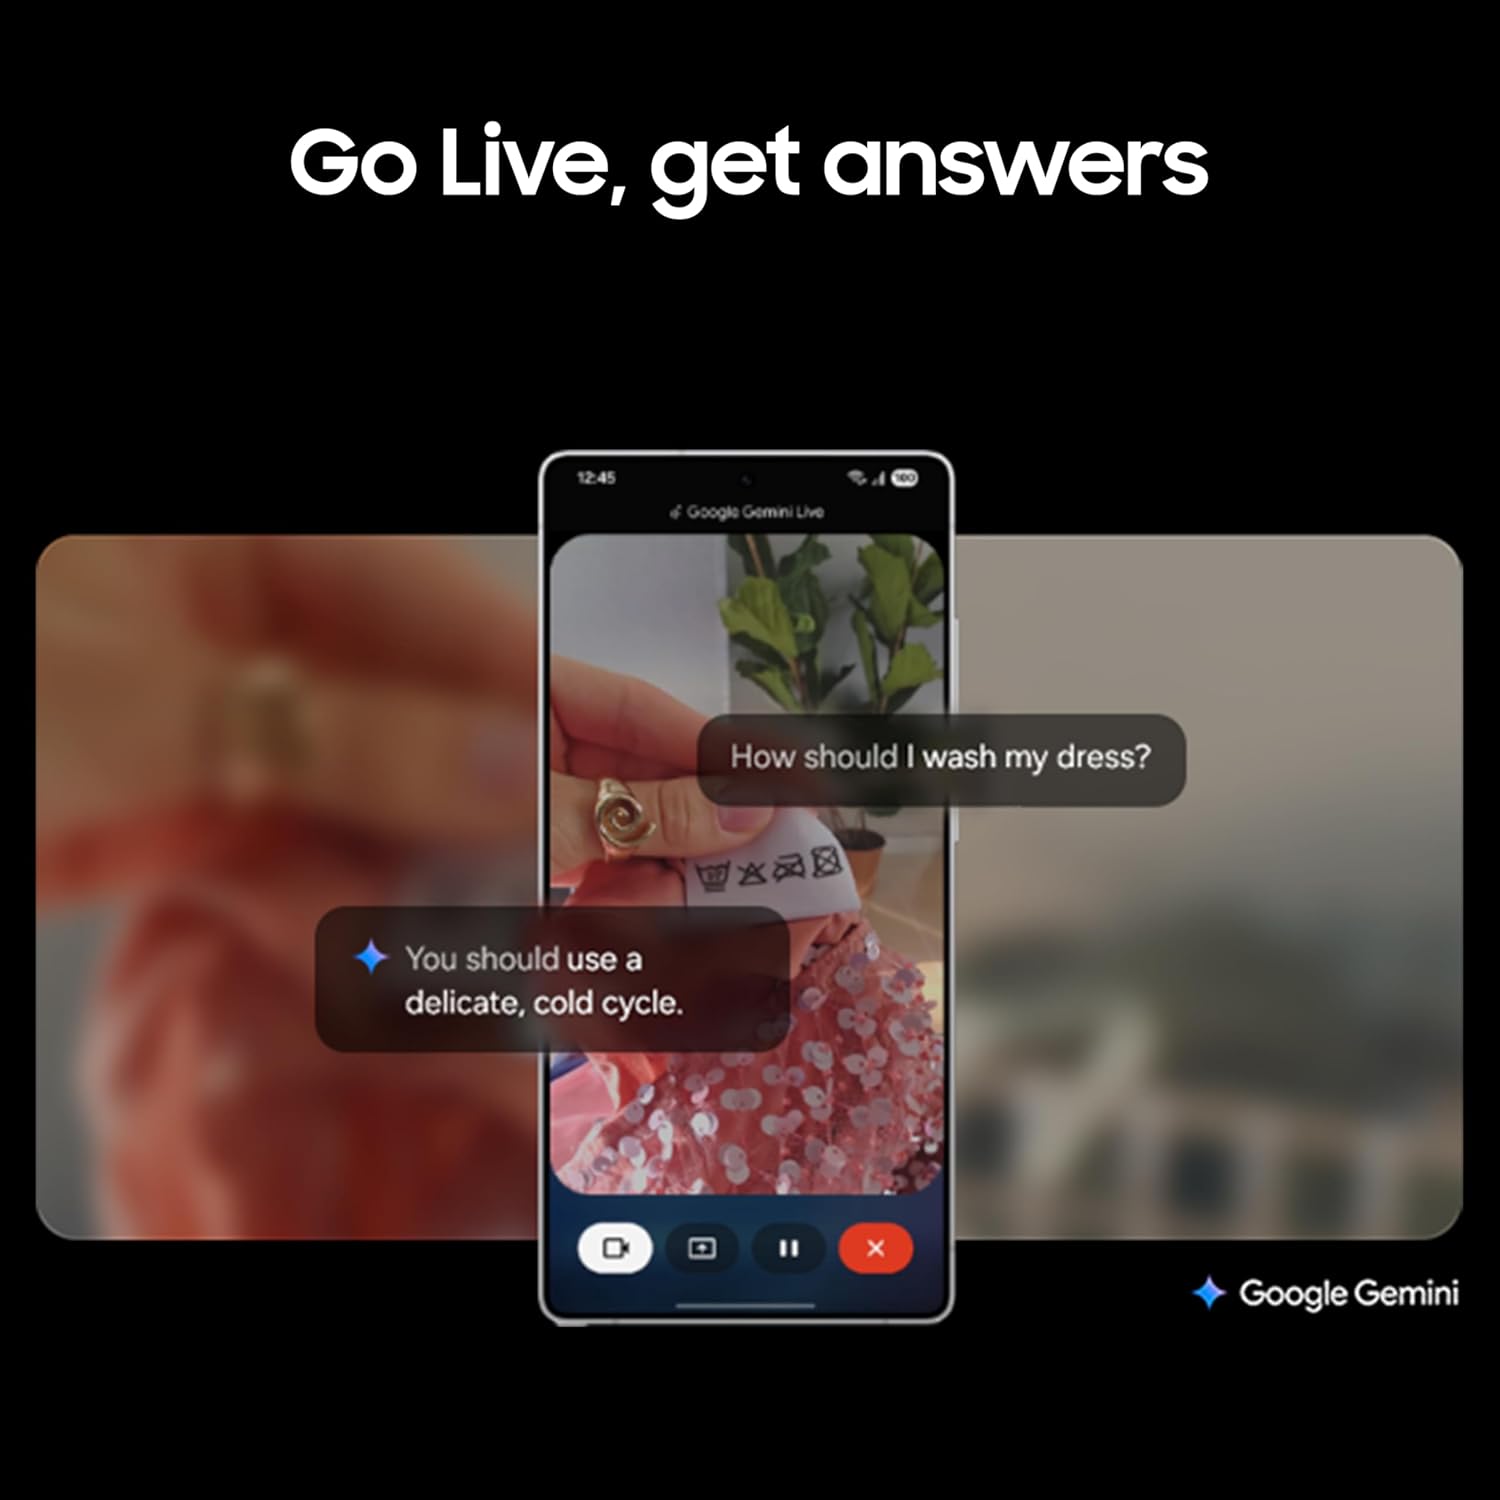 Go Live, get answers
12:45
100
Google Gemini Live
How should I wash my dress?
You should use a
delicate, cold cycle.
Google Gemini